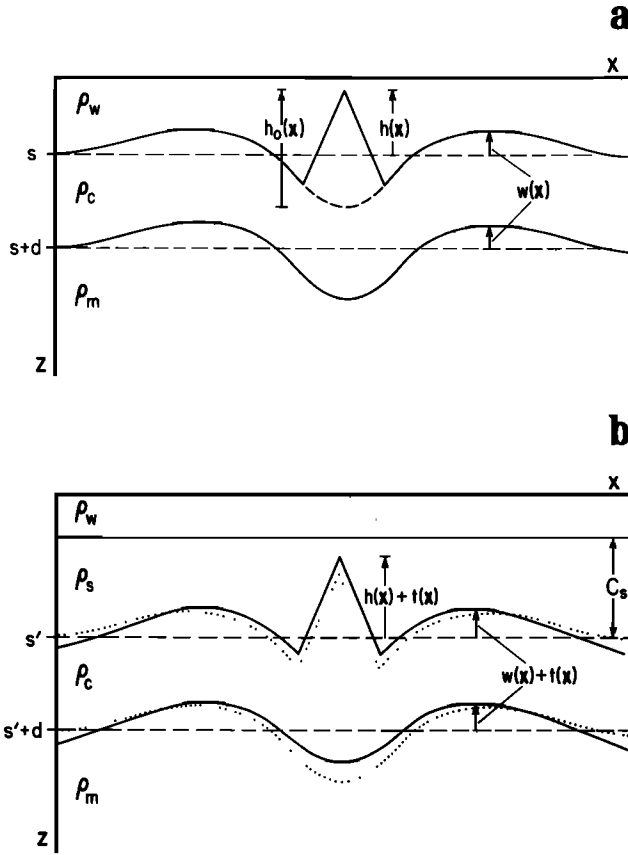 a
X
ρw
h₀(x)
h(x)
s
ρc
w(x)
s+d
ρm
z
b
X
ρw
ρs
h(x)+t(x)
Cs
s'
ρc
w(x)+t(x)
s'+d
ρm
z